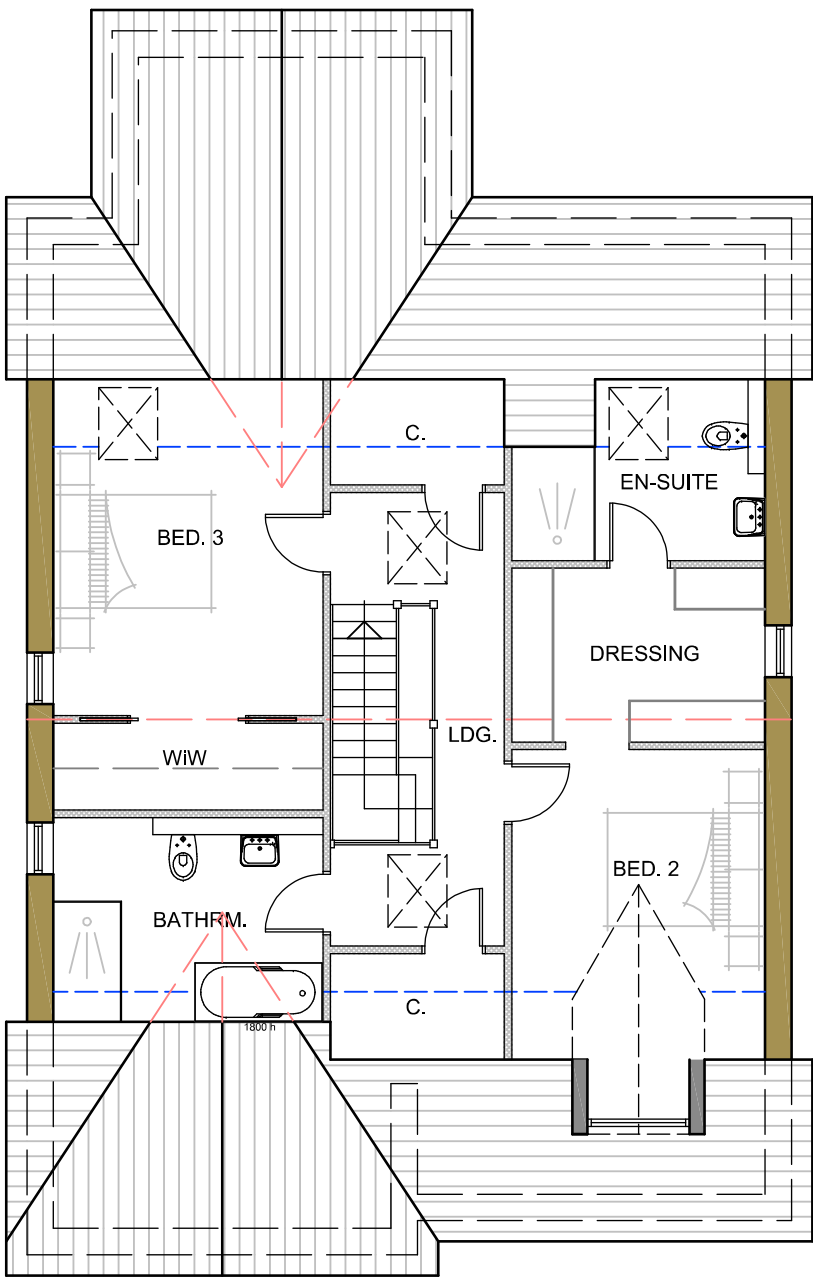 C.
EN-SUITE
BED. 3
DRESSING
LDG.
WiW
BED. 2
BATHRM.
C.
1800 h